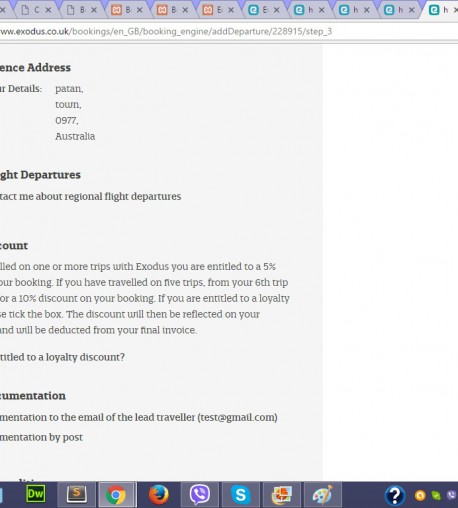 C
B
B
E
E
E
h
h
h
h
ww.exodus.co.uk/bookings/en_GB/booking_engine/addDeparture/228915/step_3
ence Address
ur Details: patan,
town,
0977,
Australia
ght Departures
tact me about regional flight departures
count
lled on one or more trips with Exodus you are entitled to a 5%
our booking. If you have travelled on five trips, from your 6th trip
or a 10% discount on your booking. If you are entitled to a loyalty
se tick the box. The discount will then be reflected on your
and will be deducted from your final invoice.
titled to a loyalty discount?
cumentation
mentation to the email of the lead traveller (test@gmail.com)
mentation by post
Dw
S
S
?